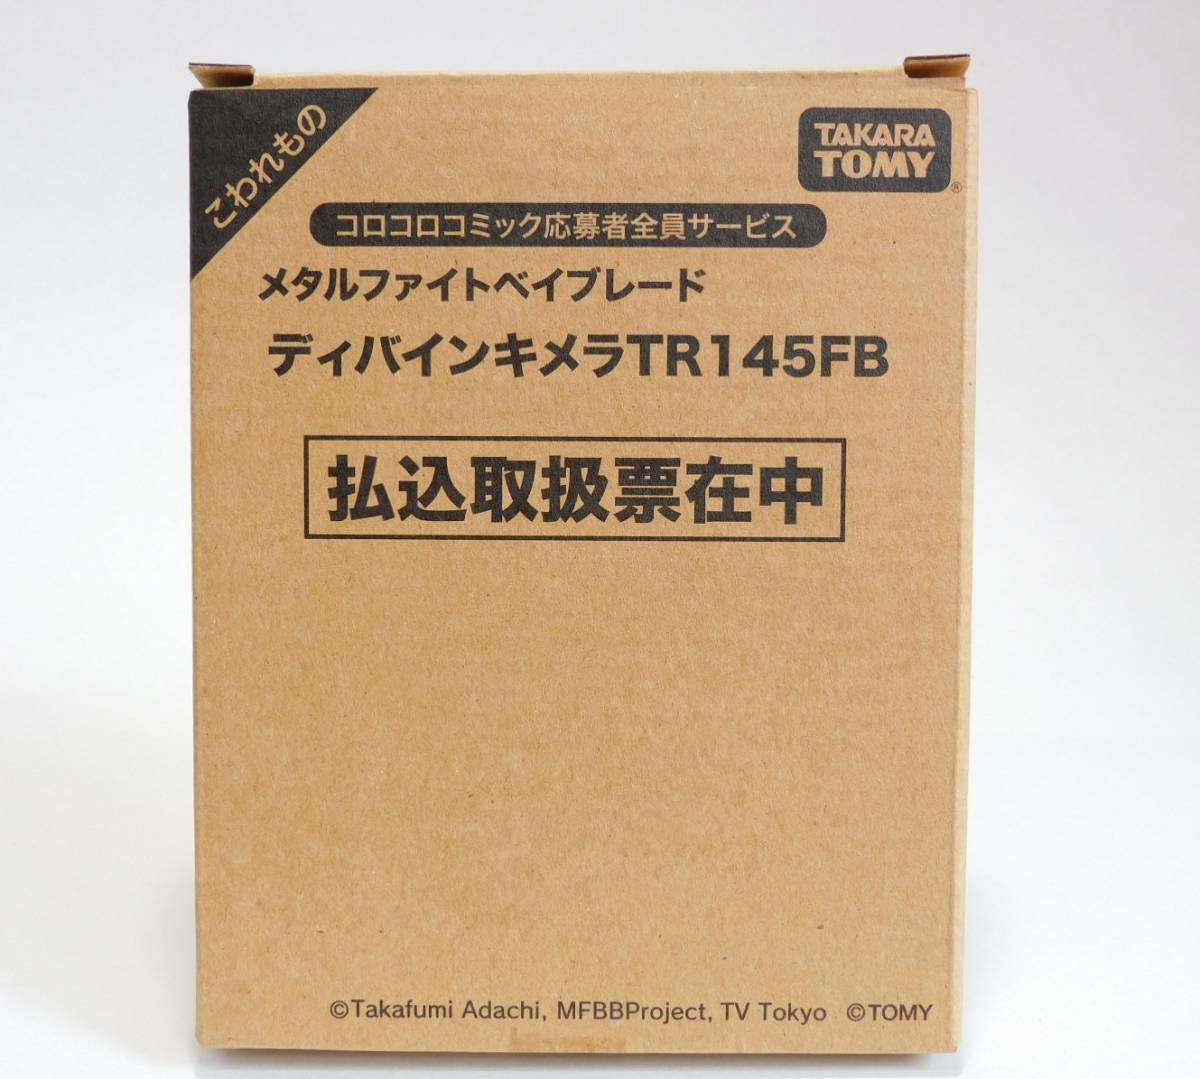 こわれもの
TAKARA
TOMY
®
コロコロコミック応募者全員サービス
メタルファイトベイブレード
ディバインキメラTR145FB
払込取扱票在中
©Takafumi Adachi, MFBBProject, TV Tokyo ©TOMY